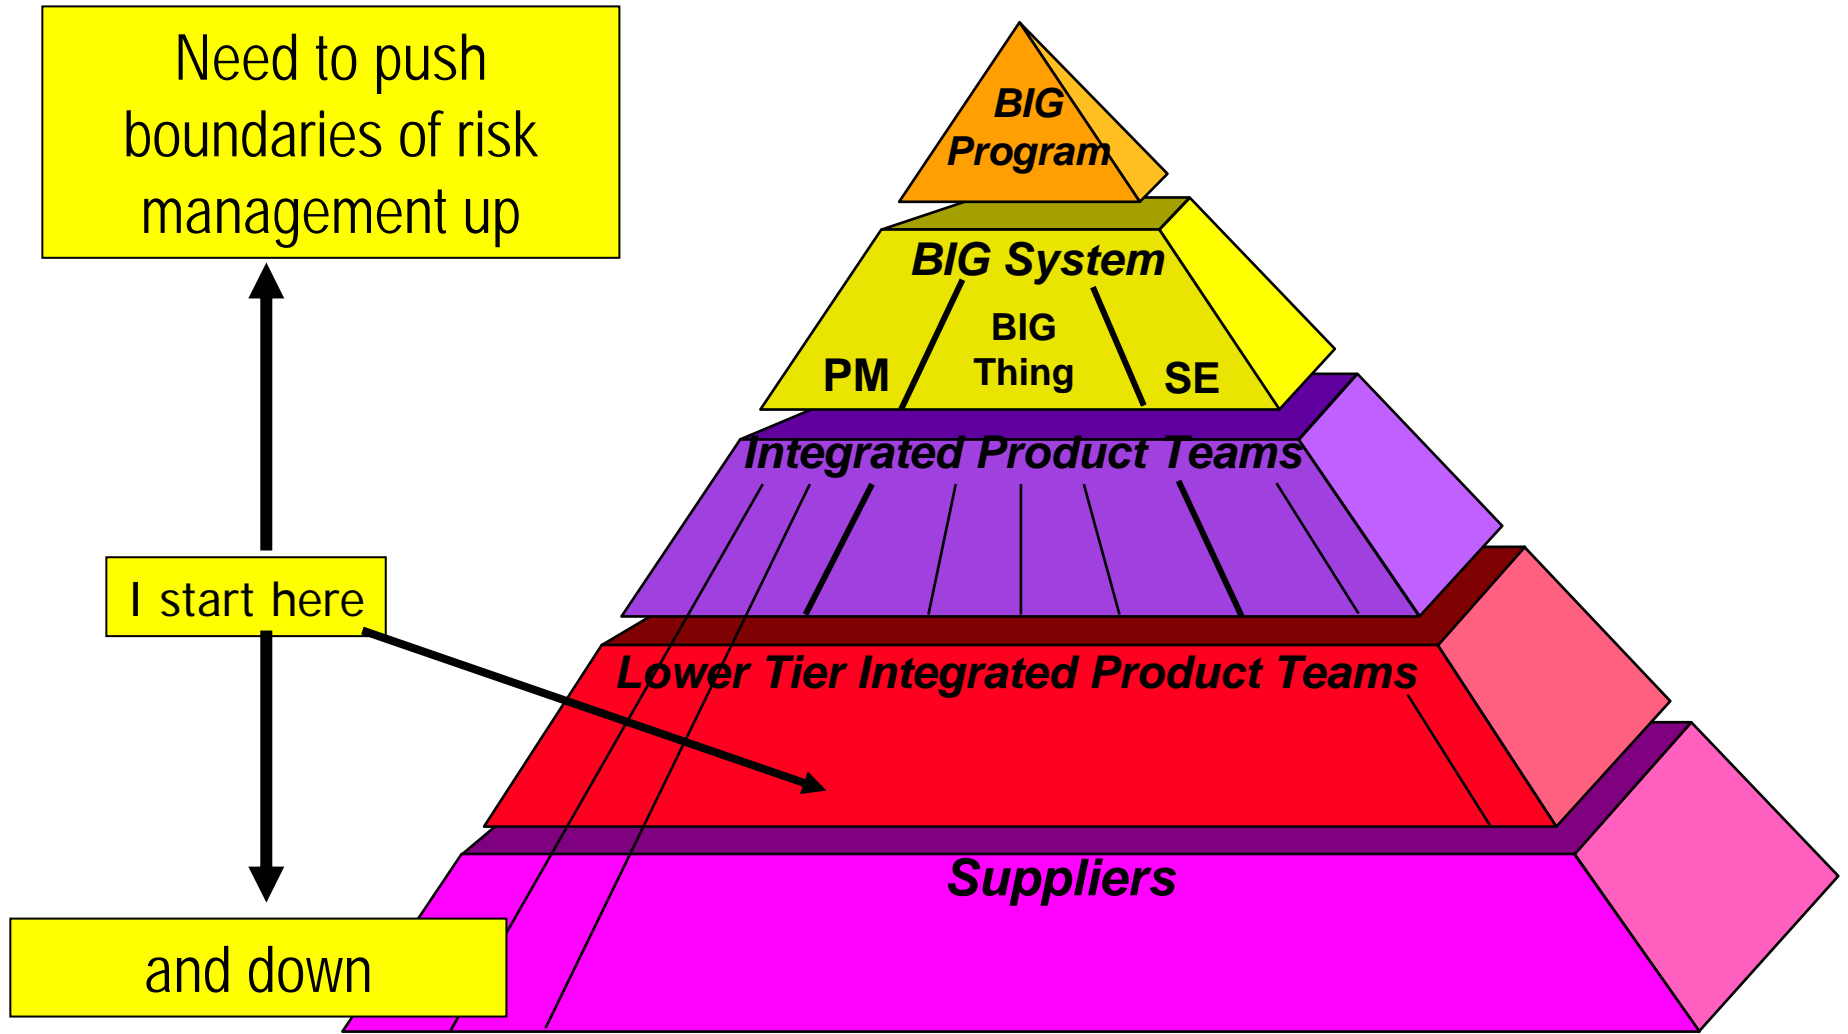 Need to push
boundaries of risk
management up
I start here
and down
BIG
Program
BIG System
PM
BIG
Thing
SE
Integrated Product Teams
Lower Tier Integrated Product Teams
Suppliers